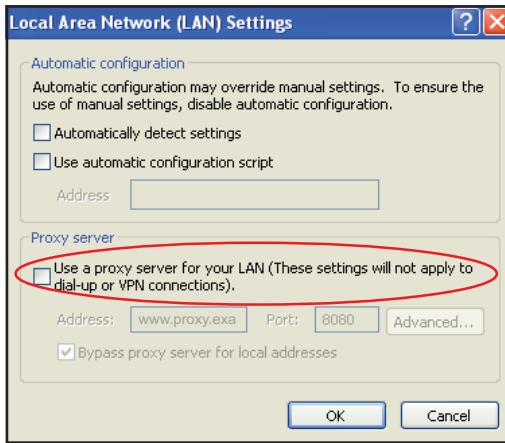 Local Area Network (LAN) Settings
Automatic configuration
Automatic configuration may override manual settings. To ensure the
use of manual settings, disable automatic configuration.
Automatically detect settings
Use automatic configuration script
Address
Proxy server
Use a proxy server for your LAN (These settings will not apply to
dial-up or VPN connections).
Address: www.proxy.exa Port: 8080 Advanced...
Bypass proxy server for local addresses
OK Cancel